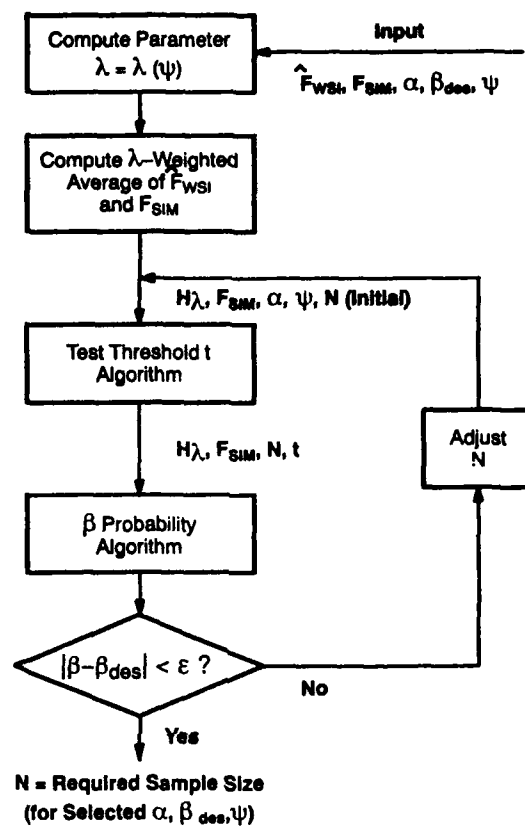 Compute Parameter
λ = λ (ψ)
Input
F̂WSI, FSIM, α, βdes, ψ
Compute λ–Weighted
Average of F̂WSI
and FSIM
Hλ, FSIM, α, ψ, N (Initial)
Test Threshold t
Algorithm
Hλ, FSIM, N, t
Adjust
N
β Probability
Algorithm
|β–βdes| < ε ?
No
Yes
N = Required Sample Size
(for Selected α, β des,ψ)